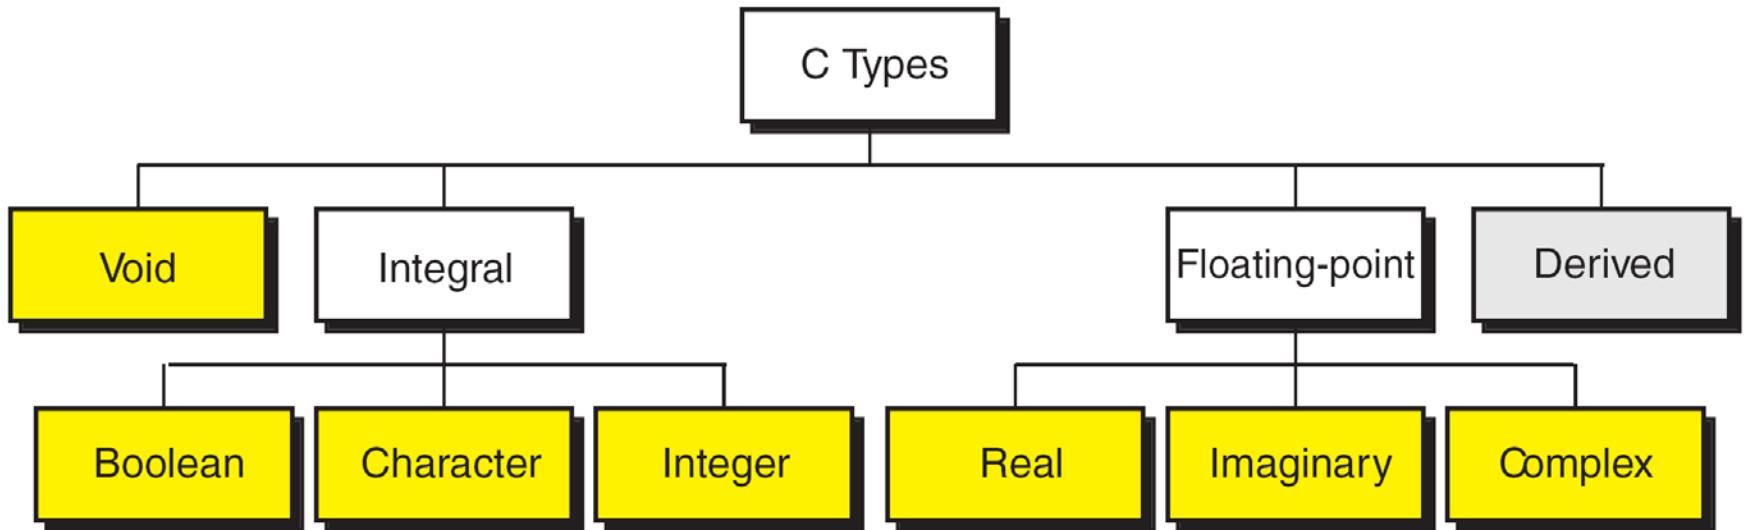 C Types
Void
Integral
Floating-point
Derived
Boolean
Character
Integer
Real
Imaginary
Complex